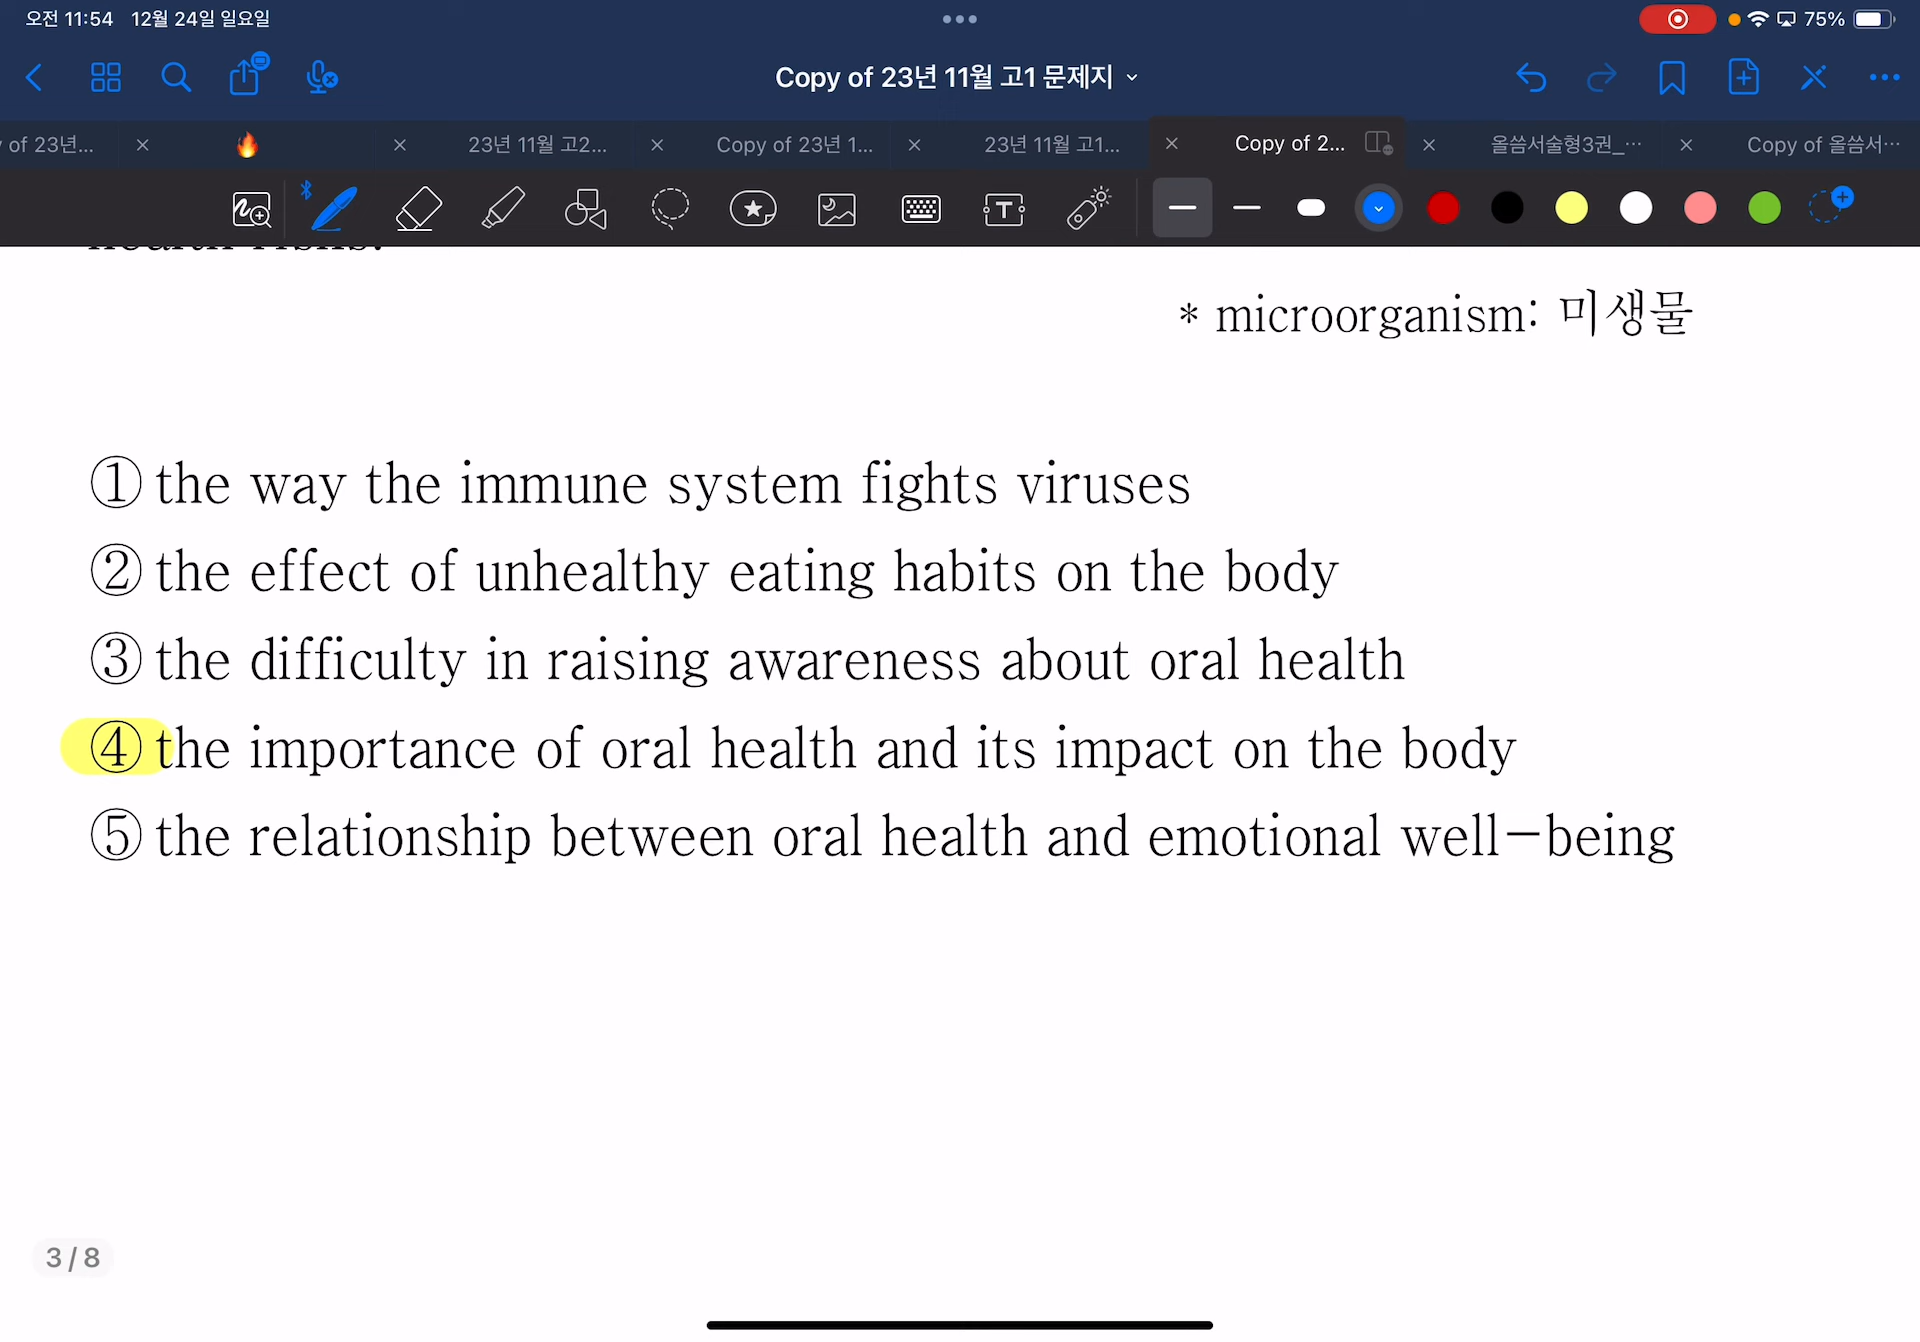 오전 11:54 12월 24일 일요일
75%
Copy of 23년 11월 고1 문제지
of 23년...
23년 11월 고2...
Copy of 23년 1...
23년 11월 고1...
Copy of 2...
올씀서술형3권_...
Copy of 올씀서...
health risks.
* microorganism: 미생물
① the way the immune system fights viruses
② the effect of unhealthy eating habits on the body
③ the difficulty in raising awareness about oral health
④ the importance of oral health and its impact on the body
⑤ the relationship between oral health and emotional well-being
3 / 8